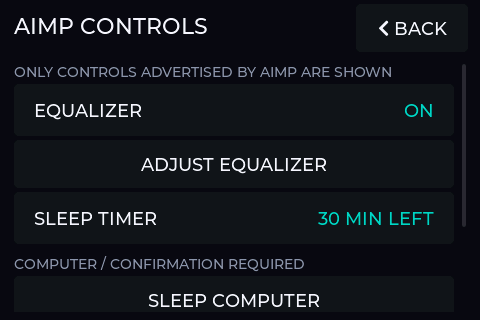 AIMP CONTROLS
BACK
ONLY CONTROLS ADVERTISED BY AIMP ARE SHOWN
EQUALIZER ON
ADJUST EQUALIZER
SLEEP TIMER 30 MIN LEFT
COMPUTER / CONFIRMATION REQUIRED
SLEEP COMPUTER